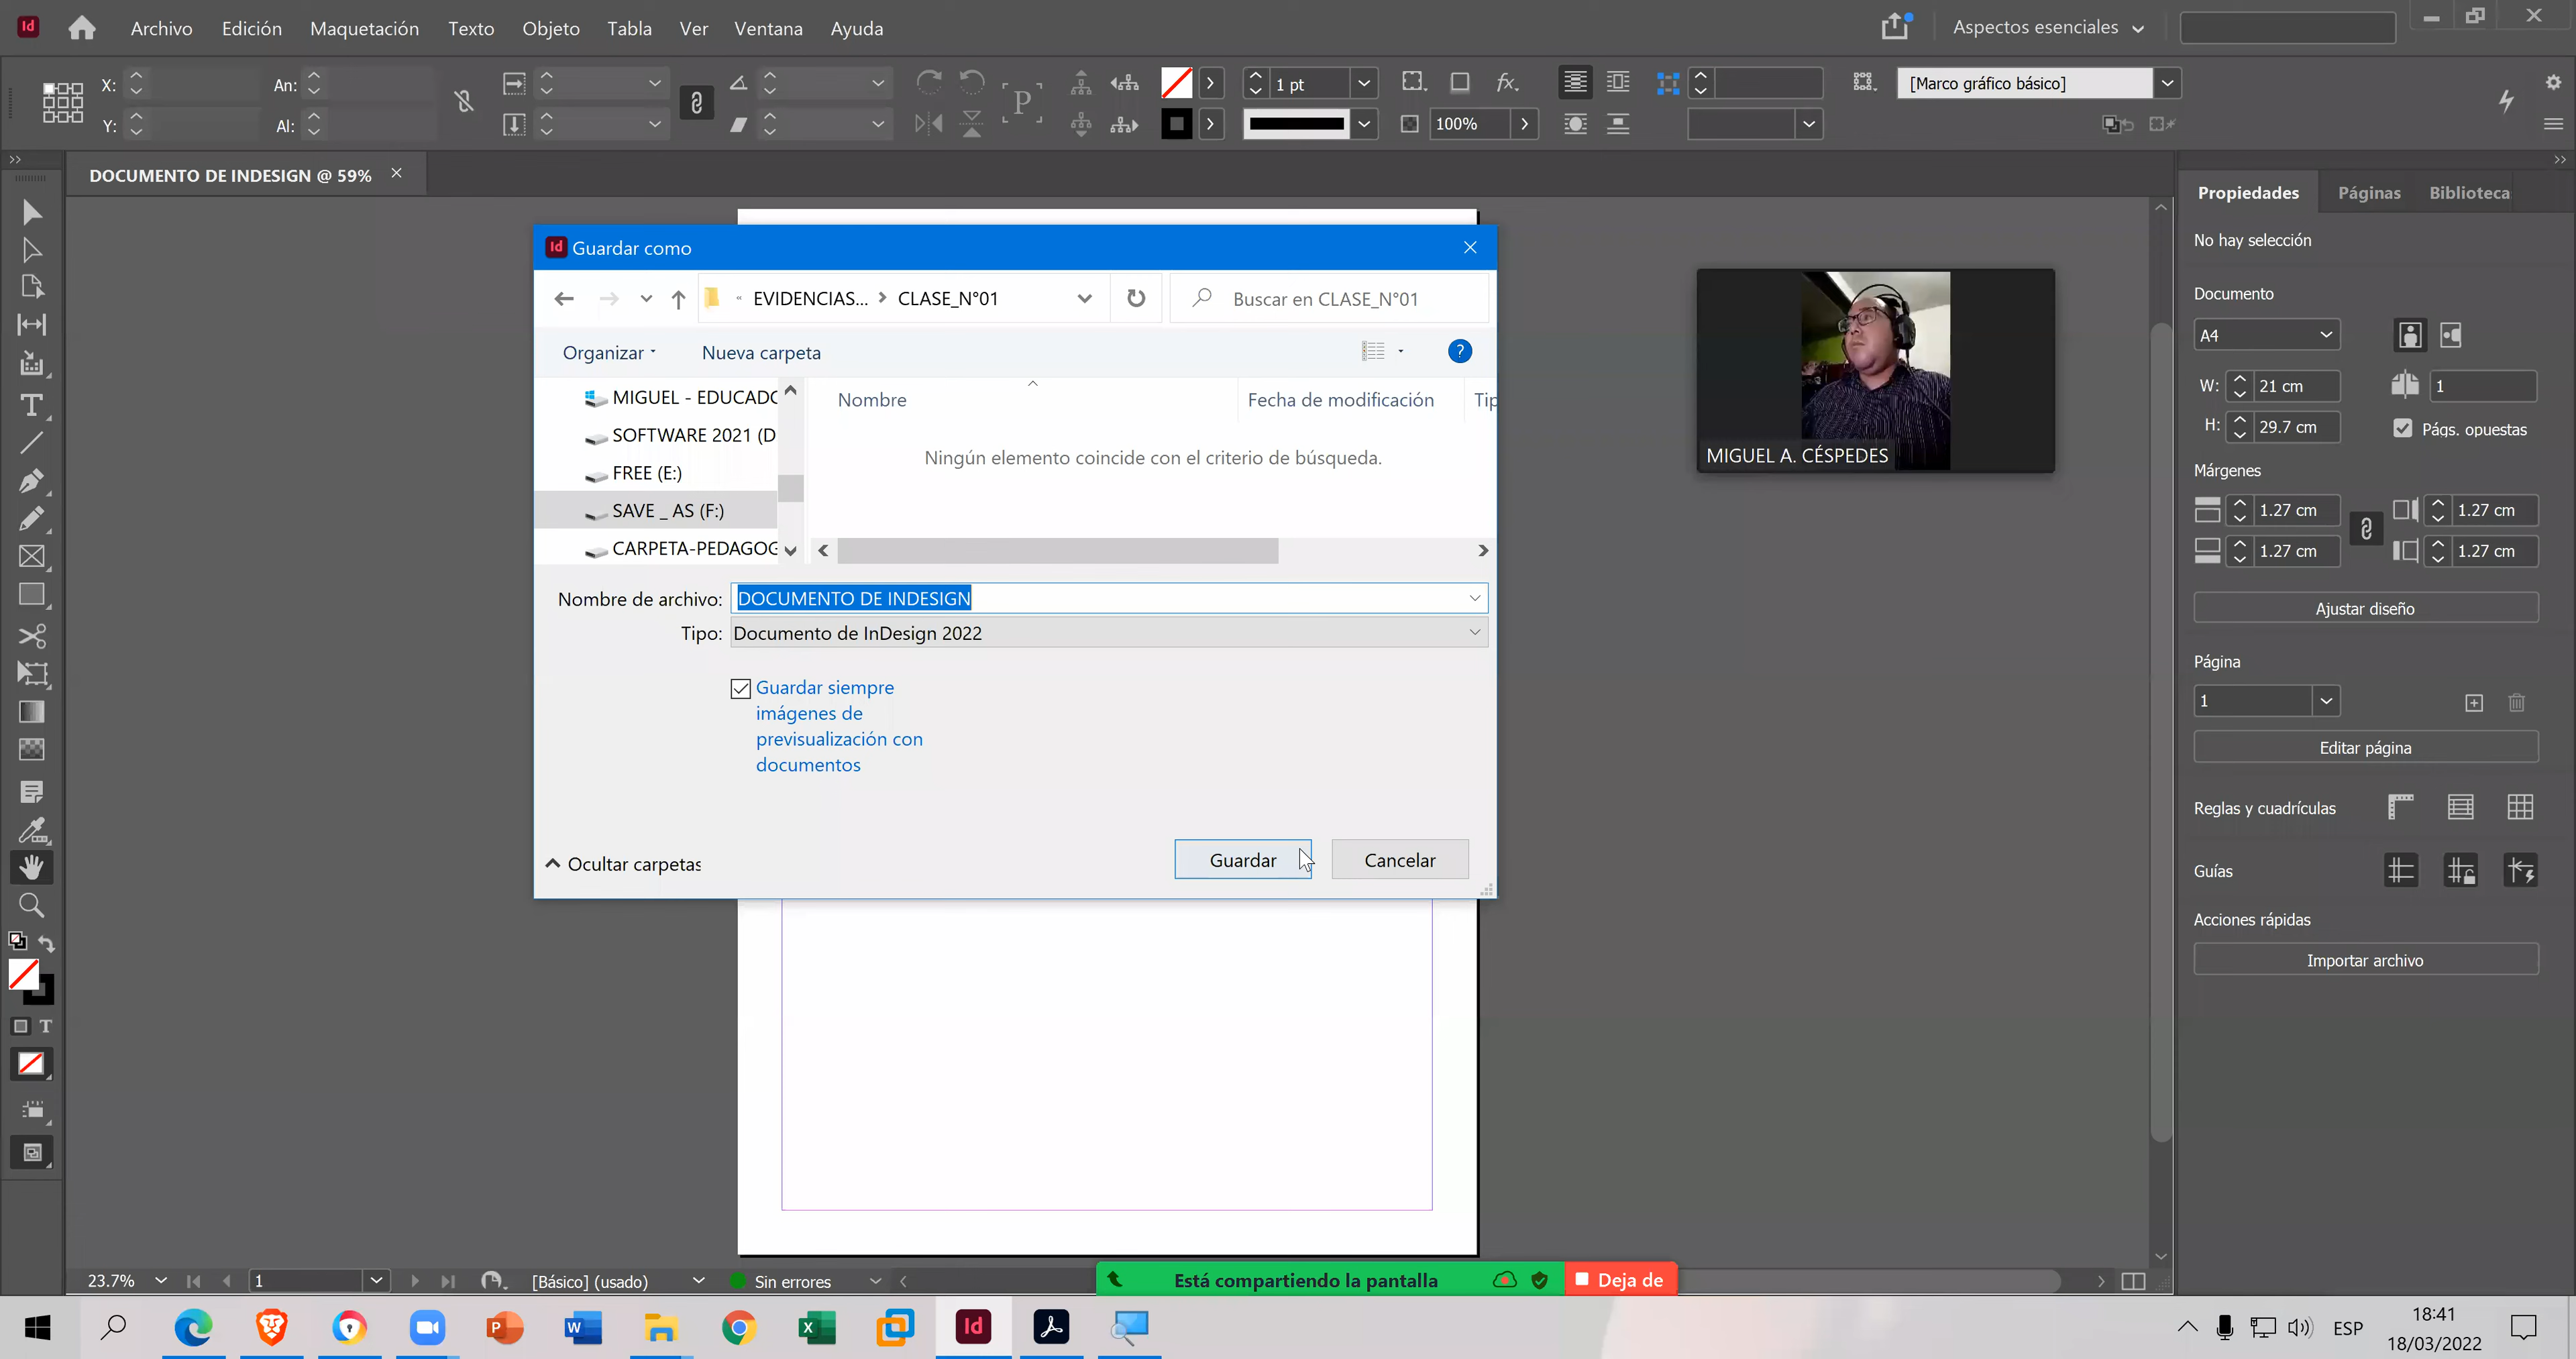 Id Archivo Edición Maquetación Texto Objeto Tabla Ver Ventana Ayuda Aspectos esenciales
X: An: 1 pt fx. [Marco gráfico básico]
Y: Al: P 100%
DOCUMENTO DE INDESIGN @ 59% ×
Propiedades Páginas Biblioteca
No hay selección
Documento
A4
W: 21 cm 1
H: 29.7 cm Págs. opuestas
Márgenes
1.27 cm 1.27 cm
1.27 cm 1.27 cm
Ajustar diseño
Página
1
Editar página
Reglas y cuadrículas
Guías
Acciones rápidas
Importar archivo
Id Guardar como
« EVIDENCIAS... > CLASE_N°01 Buscar en CLASE_N°01
Organizar Nueva carpeta ?
MIGUEL - EDUCADO
SOFTWARE 2021 (D
FREE (E:)
SAVE _ AS (F:)
CARPETA-PEDAGOG
Nombre Fecha de modificación Tip
Ningún elemento coincide con el criterio de búsqueda.
Nombre de archivo: DOCUMENTO DE INDESIGN
Tipo: Documento de InDesign 2022
Guardar siempre
imágenes de
previsualización con
documentos
Ocultar carpetas Guardar Cancelar
MIGUEL A. CÉSPEDES
T
T
23.7% 1 [Básico] (usado) Sin errores
Está compartiendo la pantalla Deja de
P W X Id ESP
18:41
18/03/2022